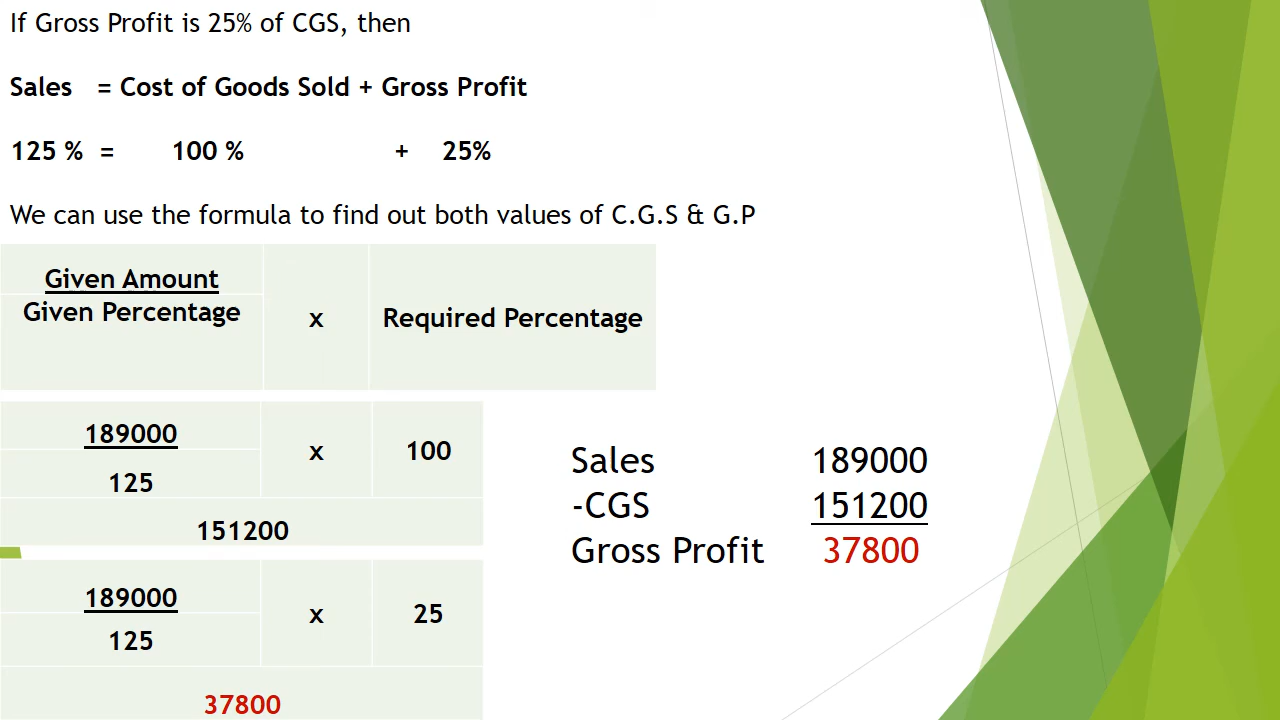 If Gross Profit is 25% of CGS, then
Sales = Cost of Goods Sold + Gross Profit
125 % = 100 % + 25%
We can use the formula to find out both values of C.G.S & G.P
Given Amount
Given Percentage
x
Required Percentage
189000
125
x
100
151200
189000
125
x
25
37800
Sales 189000
-CGS 151200
Gross Profit 37800